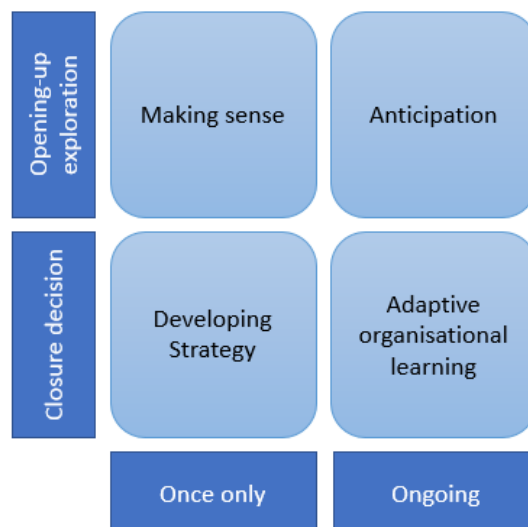 Opening-up
exploration
Making sense
Anticipation
Closure decision
Developing
Strategy
Adaptive
organisational
learning
Once only
Ongoing